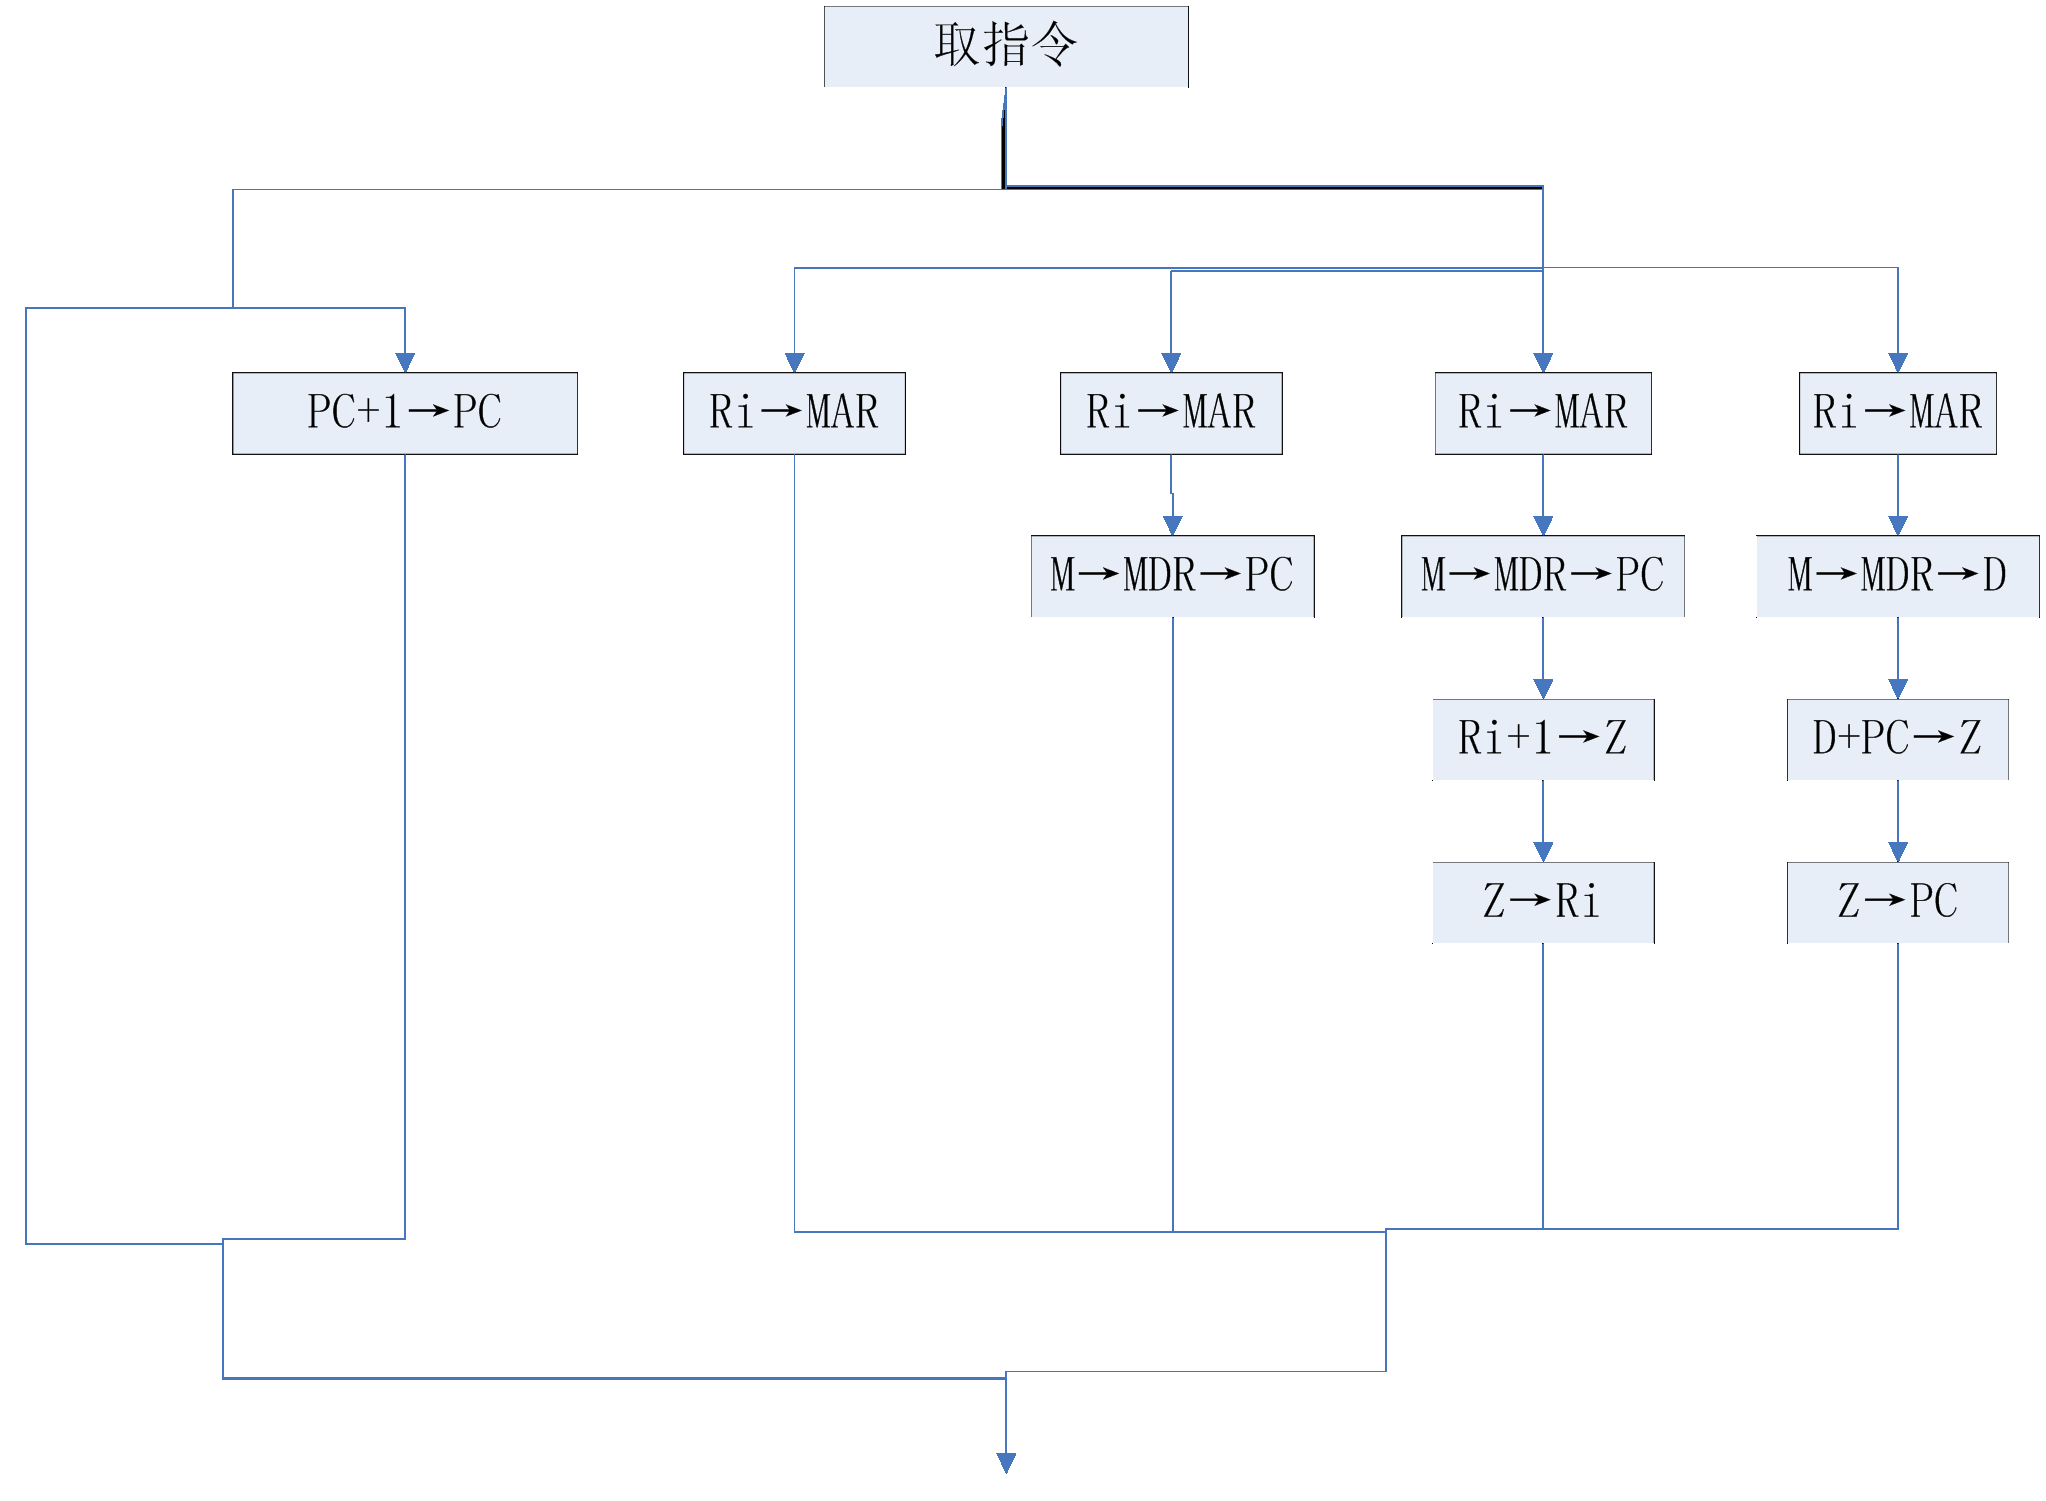 取指令
PC+1→PC
Ri→MAR
Ri→MAR
Ri→MAR
Ri→MAR
M→MDR→PC
M→MDR→PC
M→MDR→D
Ri+1→Z
D+PC→Z
Z→Ri
Z→PC